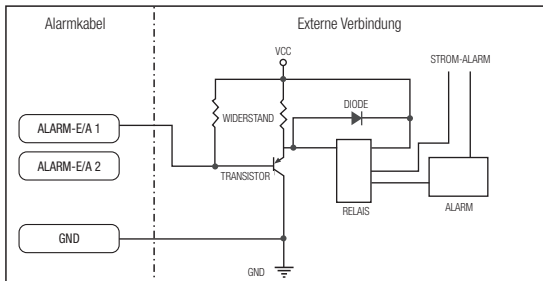 Alarmkabel
Externe Verbindung
VCC
STROM-ALARM
DIODE
WIDERSTAND
ALARM-E/A 1
ALARM-E/A 2
TRANSISTOR
RELAIS
ALARM
GND
GND